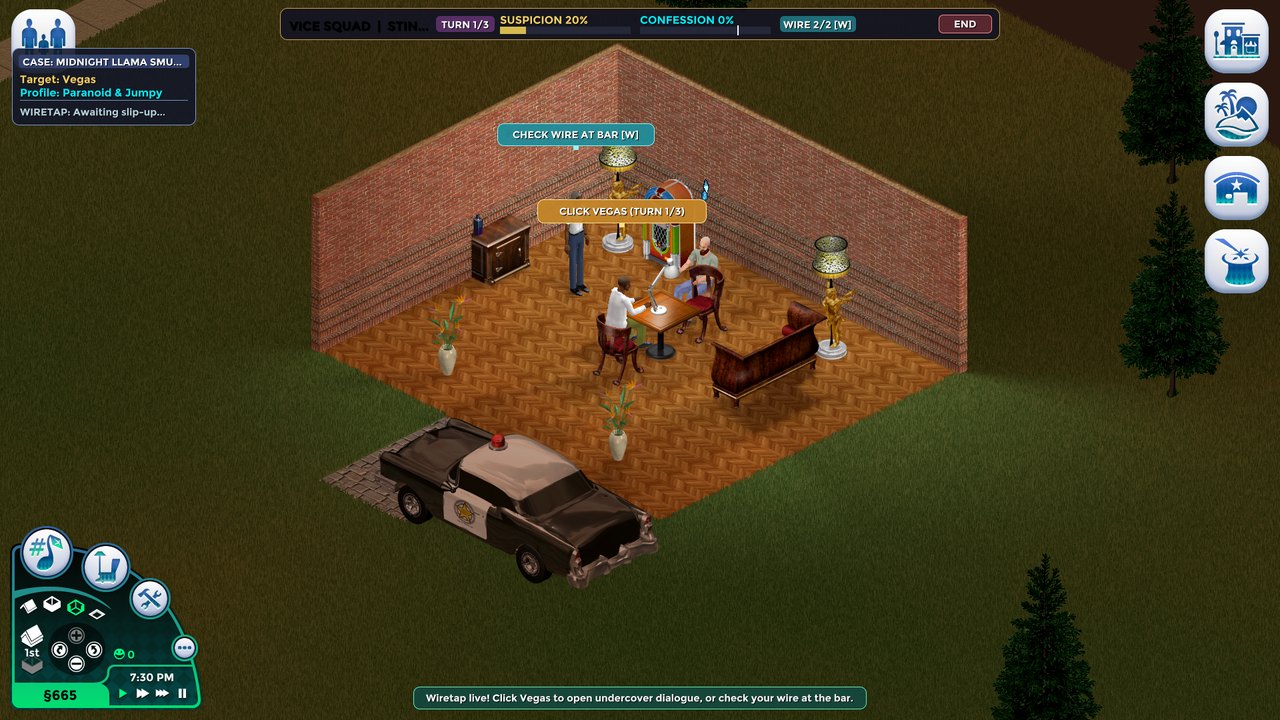 VICE SQUAD | STIN...
TURN 1/3
SUSPICION 20%
CONFESSION 0%
WIRE 2/2 [W]
END
CASE: MIDNIGHT LLAMA SMU...
Target: Vegas
Profile: Paranoid & Jumpy
WIRETAP: Awaiting slip-up...
CHECK WIRE AT BAR [W]
CLICK VEGAS (TURN 1/3)
#
1st
0
7:30 PM
§665
Wiretap live! Click Vegas to open undercover dialogue, or check your wire at the bar.